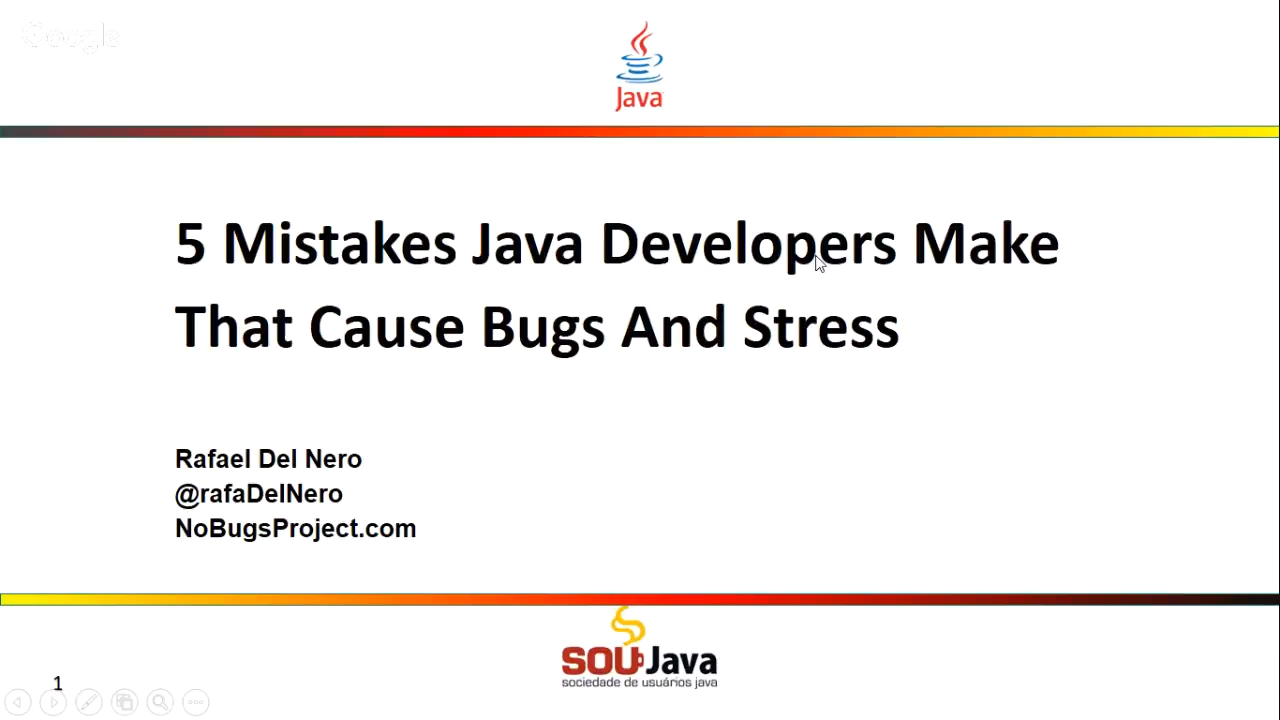 Google
Java
5 Mistakes Java Developers Make
That Cause Bugs And Stress
Rafael Del Nero
@rafaDelNero
NoBugsProject.com
SOUJava
sociedade de usuários java
1